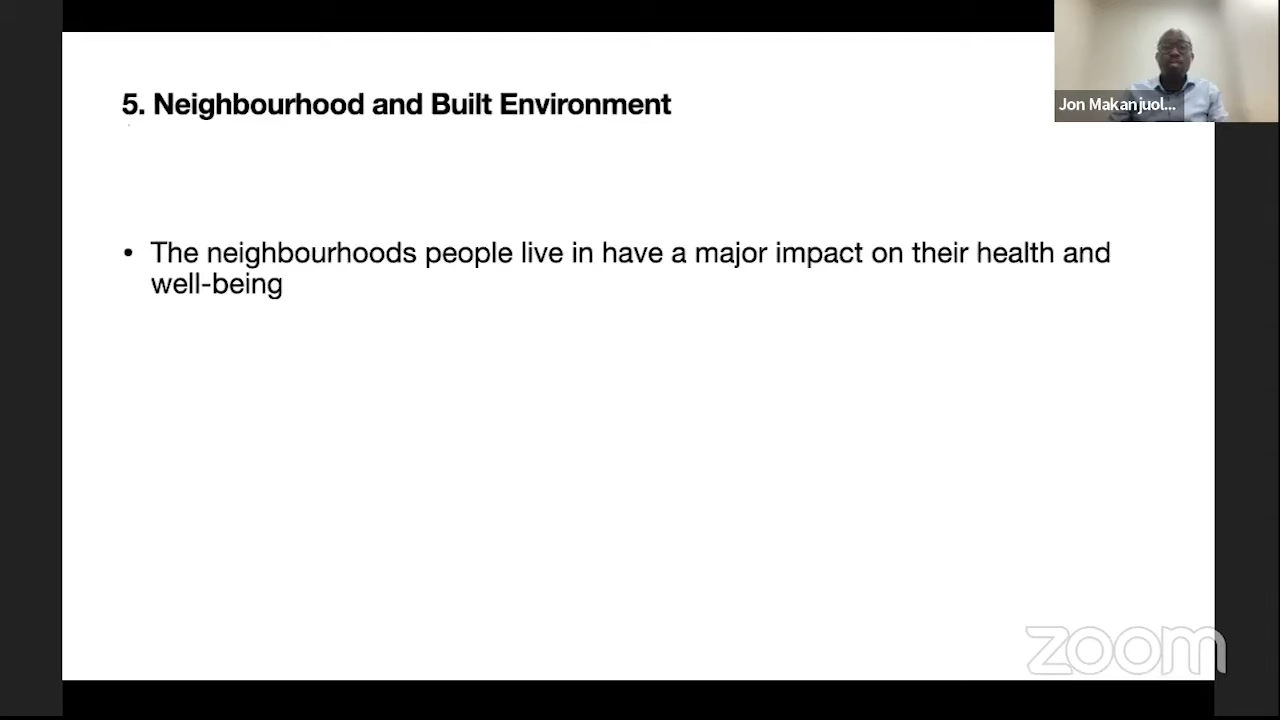 5. Neighbourhood and Built Environment
Jon Makanjuol...
• The neighbourhoods people live in have a major impact on their health and
well-being
zoom